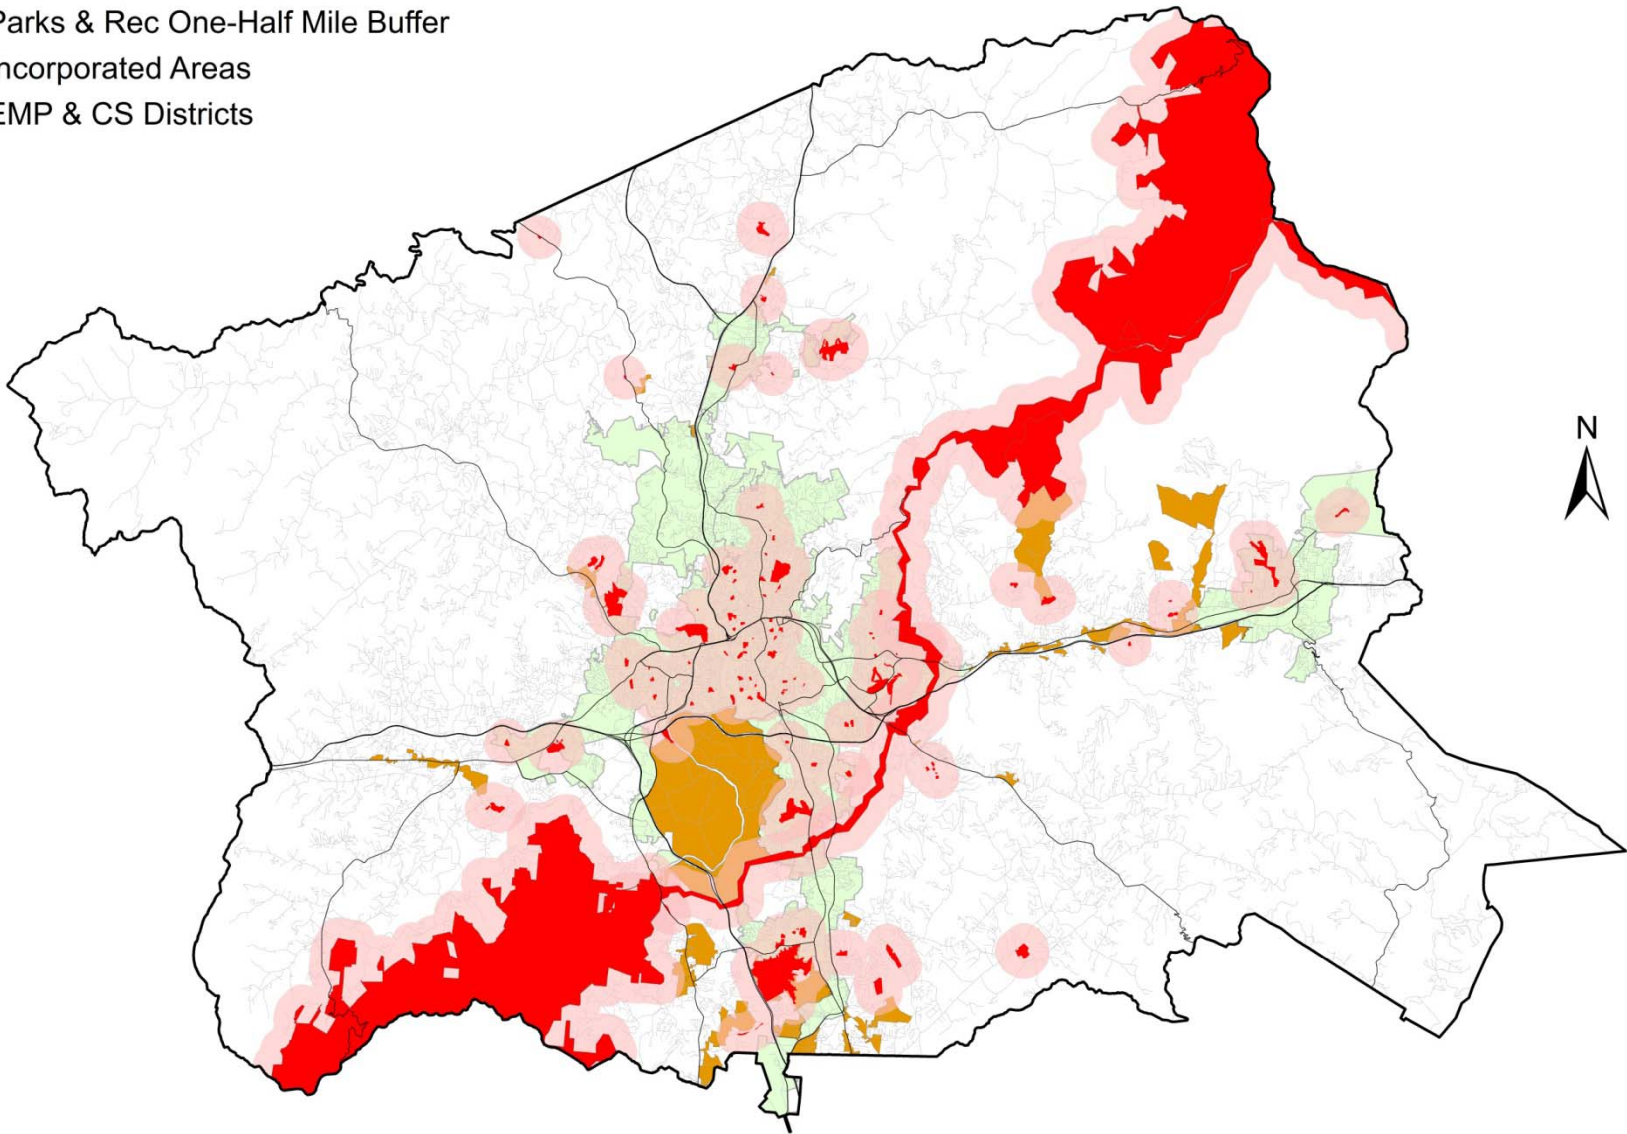 Parks & Rec One-Half Mile Buffer
ncorporated Areas
EMP & CS Districts
N